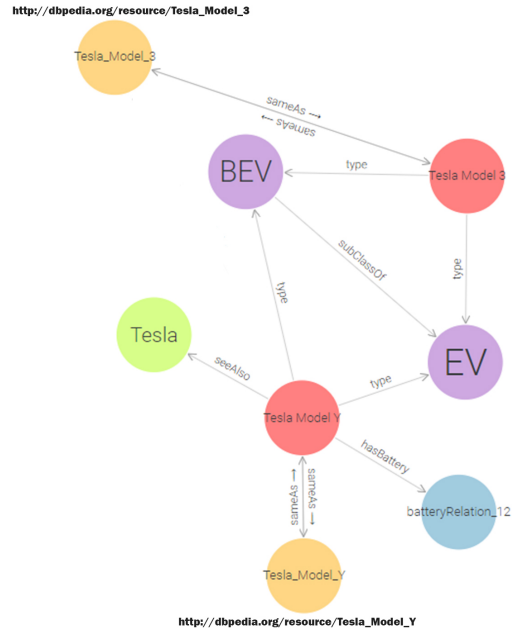 http://dbpedia.org/resource/Tesla_Model_3
Tesla_Model_3
sameAs →
sameAs →
BEV
type
Tesla Model 3
subClassOf
type
type
Tesla
seeAlso
EV
type
Tesla Model Y
hasBattery
sameAs →
sameAs →
batteryRelation_12
Tesla_Model_Y
http://dbpedia.org/resource/Tesla_Model_Y